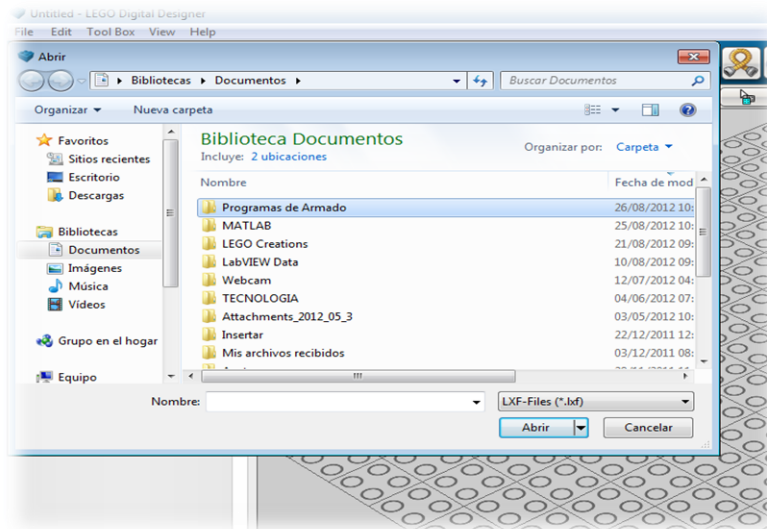 Untitled - LEGO Digital Designer
File Edit Tool Box View Help
Abrir
Bibliotecas Documentos
Buscar Documentos
Organizar Nueva carpeta
Favoritos
Sitios recientes
Escritorio
Descargas
Bibliotecas
Documentos
Imágenes
Música
Vídeos
Grupo en el hogar
Equipo
Biblioteca Documentos
Incluye: 2 ubicaciones
Organizar por: Carpeta
Nombre Fecha de mod
Programas de Armado 26/08/2012 10:
MATLAB 25/08/2012 10:
LEGO Creations 21/08/2012 09:
LabVIEW Data 10/08/2012 09:
Webcam 12/07/2012 04:
TECNOLOGIA 04/06/2012 07:
Attachments_2012_05_3 03/05/2012 10:
Insertar 22/12/2011 12:
Mis archivos recibidos 03/12/2011 08:
Nombre:
LXF-Files (*.lxf)
Abrir Cancelar